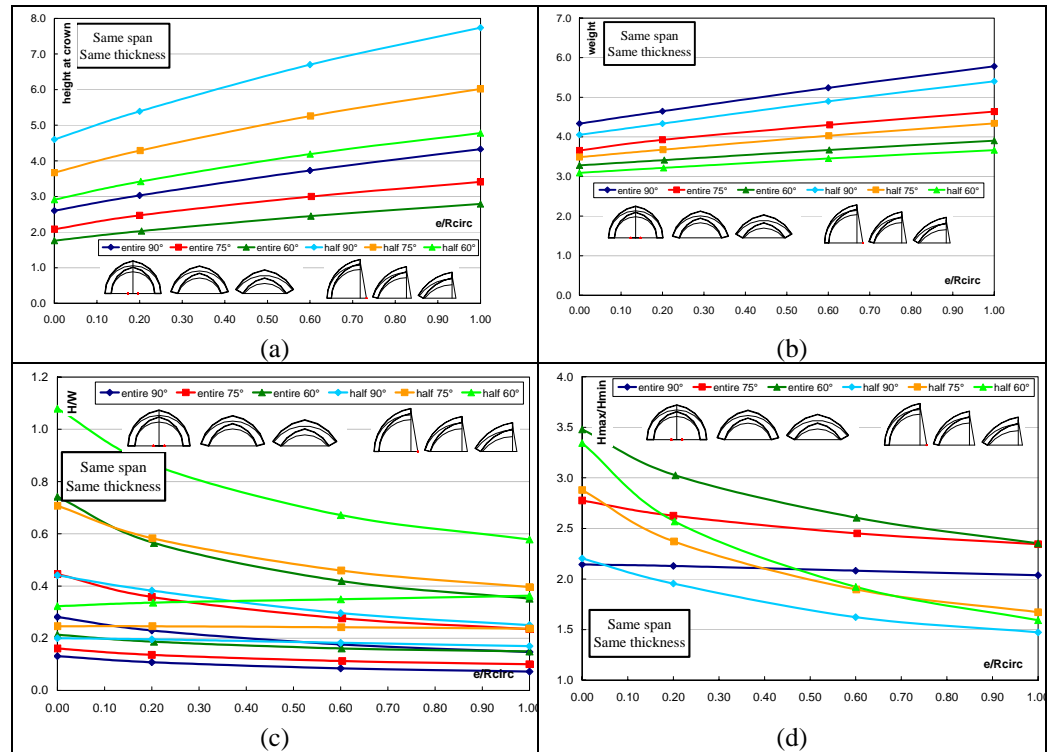 8.0
7.0
6.0
5.0
4.0
3.0
2.0
1.0
0.0
height at crown
Same span
Same thickness
e/Rcirc
entire 90° entire 75° entire 60° half 90° half 75° half 60°
0.00 0.10 0.20 0.30 0.40 0.50 0.60 0.70 0.80 0.90 1.00
(a)
7.0
6.0
5.0
4.0
3.0
2.0
1.0
0.0
weight
Same span
Same thickness
entire 90° entire 75° entire 60° half 90° half 75° half 60°
e/Rcirc
0.00 0.10 0.20 0.30 0.40 0.50 0.60 0.70 0.80 0.90 1.00
(b)
1.2
1.0
0.8
0.6
0.4
0.2
0.0
H/W
entire 90° entire 75° entire 60° half 90° half 75° half 60°
Same span
Same thickness
e/Rcirc
0.00 0.10 0.20 0.30 0.40 0.50 0.60 0.70 0.80 0.90 1.00
(c)
4.0
3.5
3.0
2.5
2.0
1.5
1.0
Hmax/Hmin
entire 90° entire 75° entire 60° half 90° half 75° half 60°
Same span
Same thickness
e/Rcirc
0.00 0.10 0.20 0.30 0.40 0.50 0.60 0.70 0.80 0.90 1.00
(d)